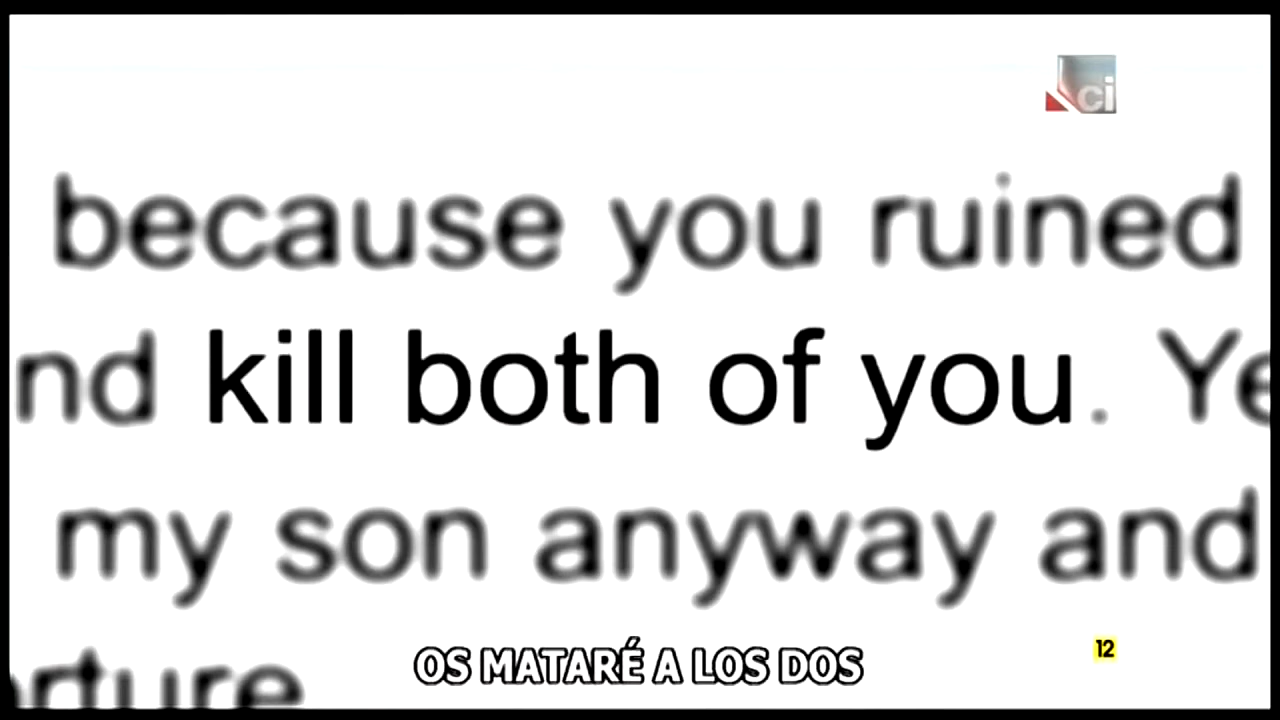 ci
because you ruined
nd kill both of you. Ye
my son anyway and
rture
OS MATARÉ A LOS DOS
12